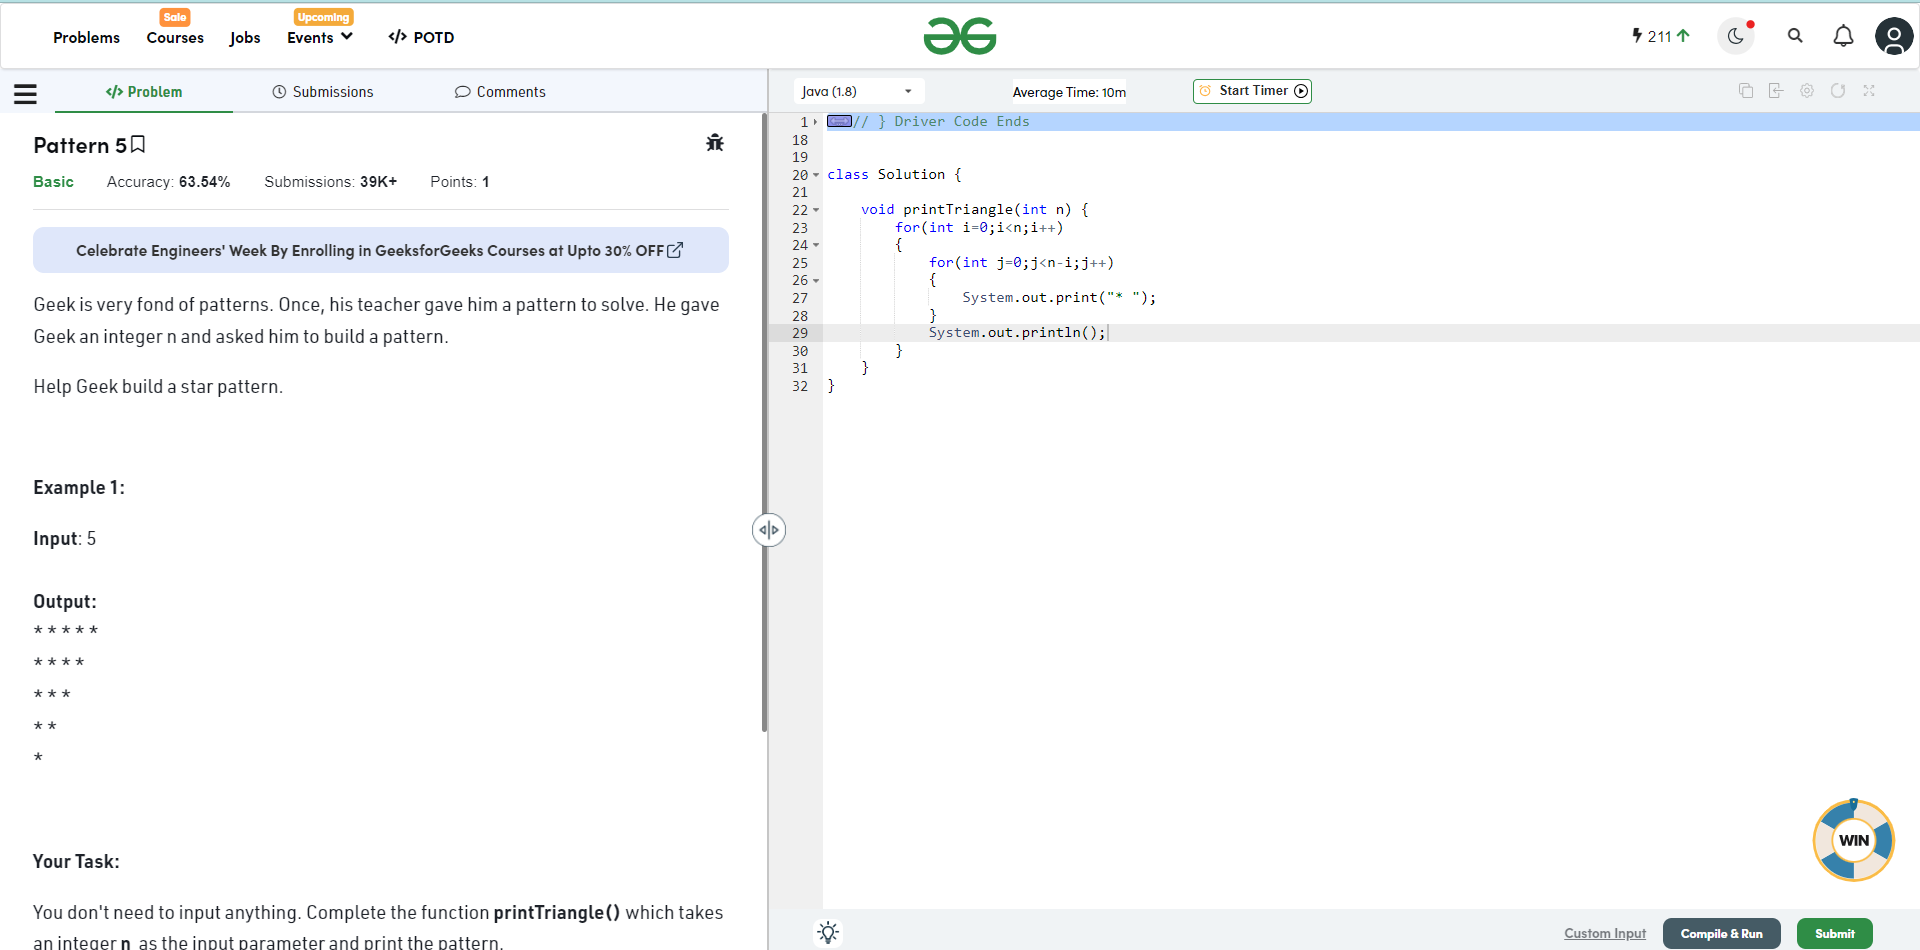 Sale
Upcoming
Problems Courses Jobs Events </> POTD
211
</> Problem Submissions Comments
Java (1.8) Average Time: 10m Start Timer
Pattern 5
Basic Accuracy: 63.54% Submissions: 39K+ Points: 1
Celebrate Engineers' Week By Enrolling in GeeksforGeeks Courses at Upto 30% OFF
Geek is very fond of patterns. Once, his teacher gave him a pattern to solve. He gave
Geek an integer n and asked him to build a pattern.
Help Geek build a star pattern.
Example 1:
Input: 5
Output:
* * * * *
* * * *
* * *
* *
*
Your Task:
You don't need to input anything. Complete the function printTriangle() which takes
an integer n  as the input parameter and print the pattern.
1 // } Driver Code Ends
18
19
20 class Solution {
21
22     void printTriangle(int n) {
23         for(int i=0;i<n;i++)
24         {
25             for(int j=0;j<n-i;j++)
26             {
27                 System.out.print("* ");
28             }
29             System.out.println();
30         }
31     }
32 }
WIN
Custom Input Compile & Run Submit